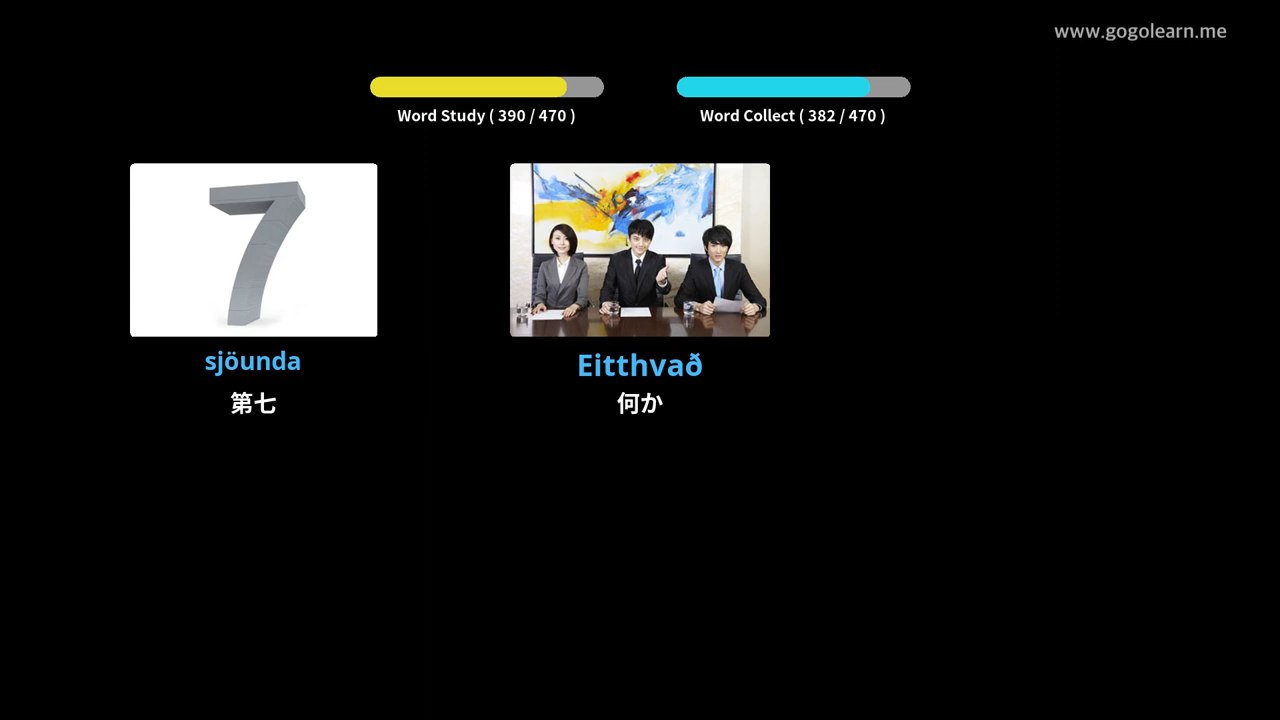 www.gogolearn.me
Word Study ( 390 / 470 )
Word Collect ( 382 / 470 )
sjöunda
Eitthvað
第七
何か